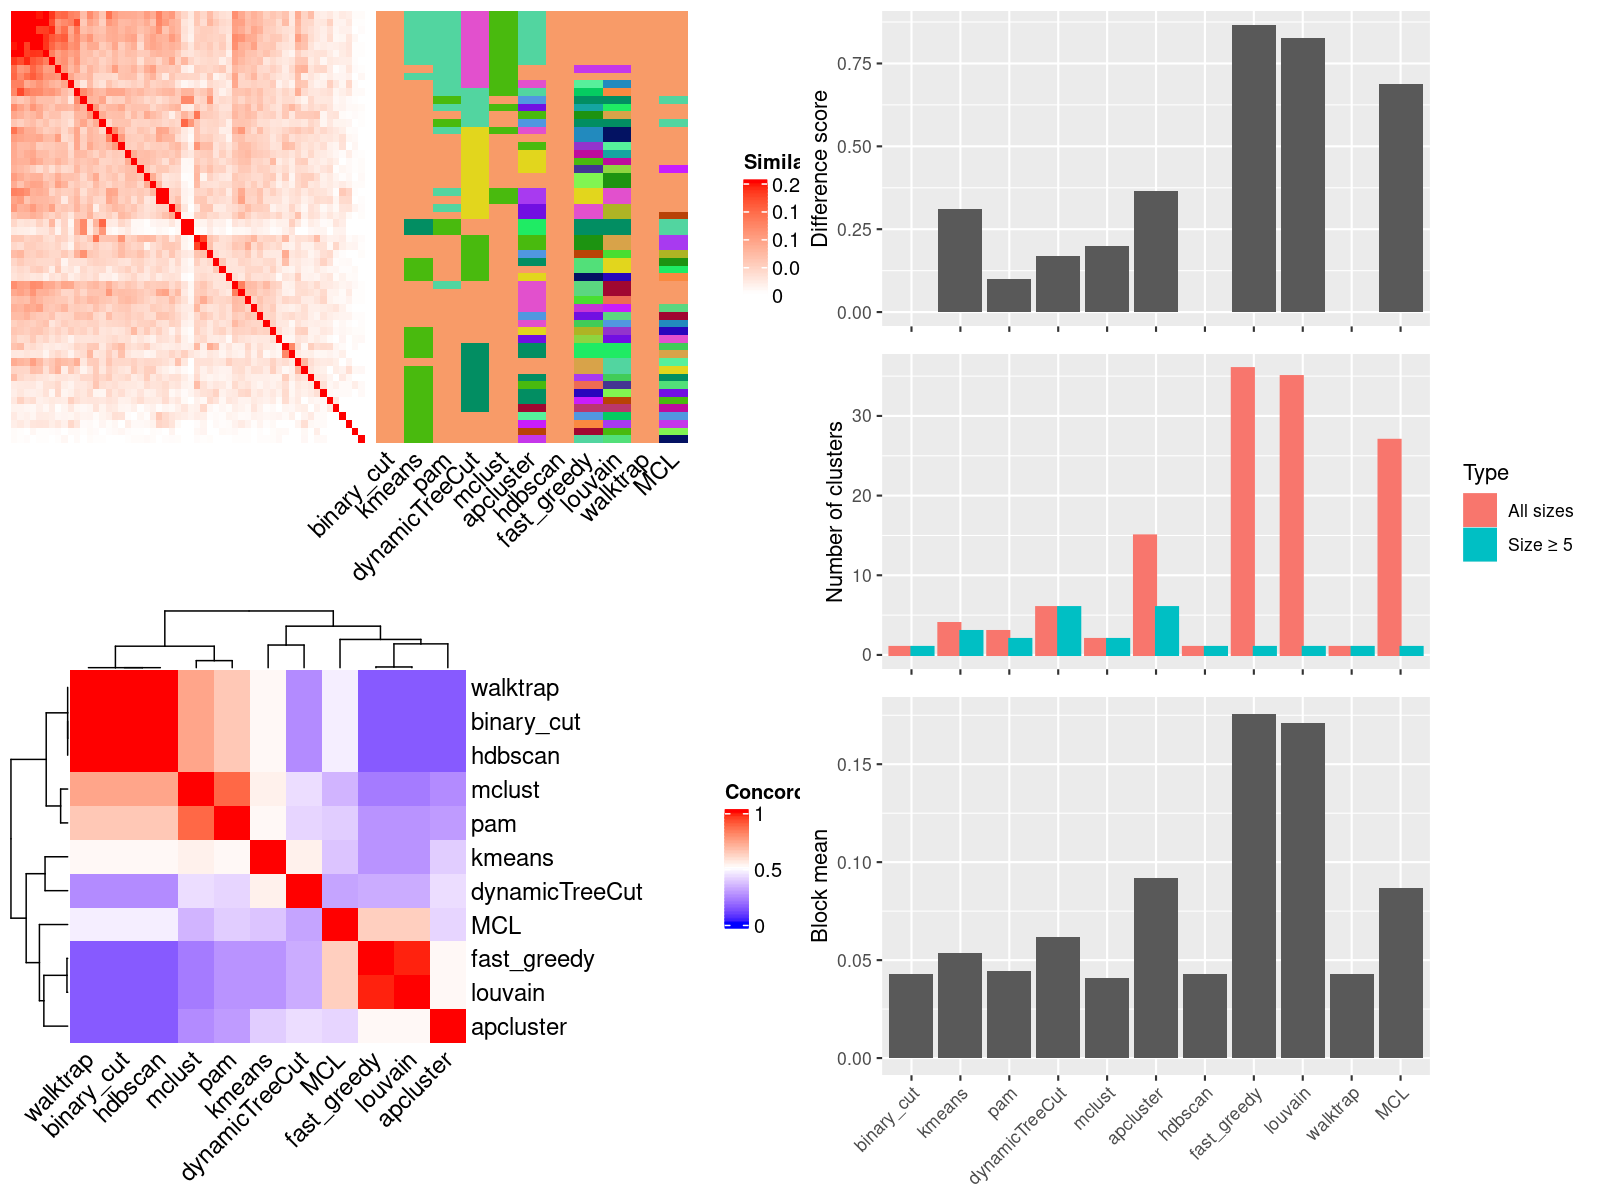 Simila
0.2
0.1
0.1
0.0
0
binary_cut
kmeans
pam
dynamicTreeCut
mclust
apcluster
hdbscan
fast_greedy
louvain
walktrap
MCL
walktrap
binary_cut
hdbscan
mclust
pam
kmeans
dynamicTreeCut
MCL
fast_greedy
louvain
apcluster
walktrap
binary_cut
hdbscan
mclust
pam
kmeans
dynamicTreeCut
MCL
fast_greedy
louvain
apcluster
Concord
1
0.5
0
Difference score
0.75
0.50
0.25
0.00
Number of clusters
30
20
10
0
Type
All sizes
Size ≥ 5
Block mean
0.15
0.10
0.05
0.00
binary_cut
kmeans
pam
dynamicTreeCut
mclust
apcluster
hdbscan
fast_greedy
louvain
walktrap
MCL